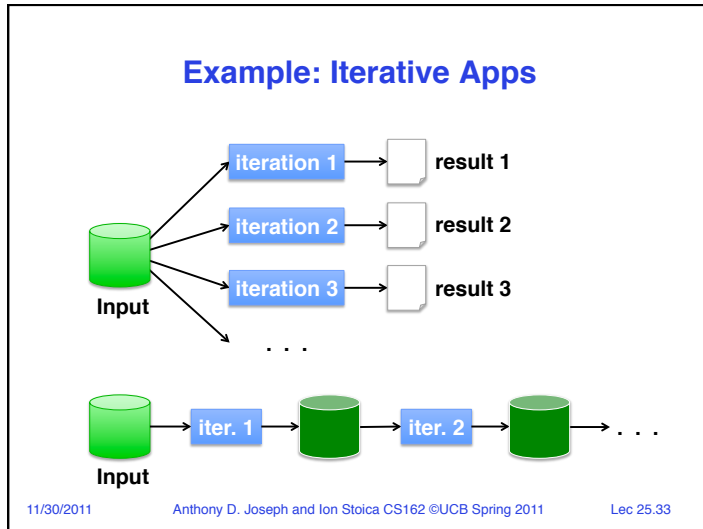 Example: Iterative Apps
iteration 1
result 1
iteration 2
result 2
iteration 3
result 3
Input
. . .
iter. 1
iter. 2
. . .
Input
11/30/2011
Anthony D. Joseph and Ion Stoica CS162 ©UCB Spring 2011
Lec 25.33